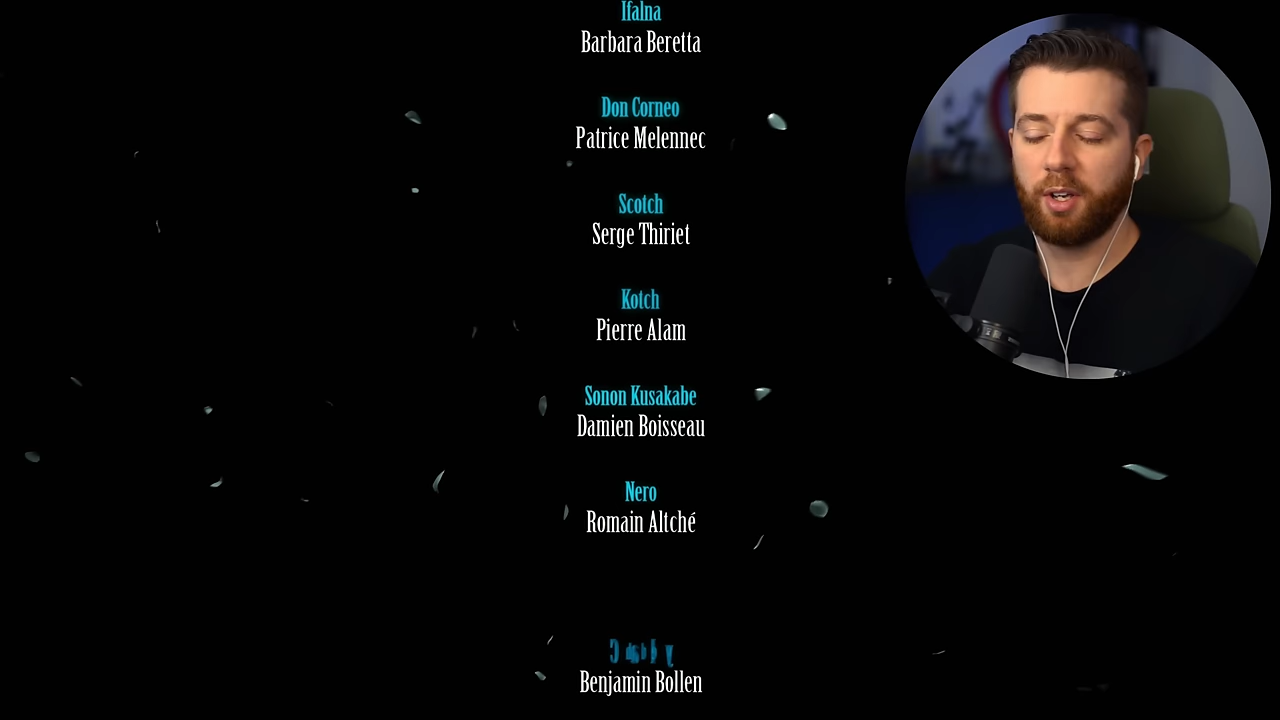 Ifalna
Barbara Beretta
Don Corneo
Patrice Melennec
Scotch
Serge Thiriet
Kotch
Pierre Alam
Sonon Kusakabe
Damien Boisseau
Nero
Romain Altché
Benjamin Bollen